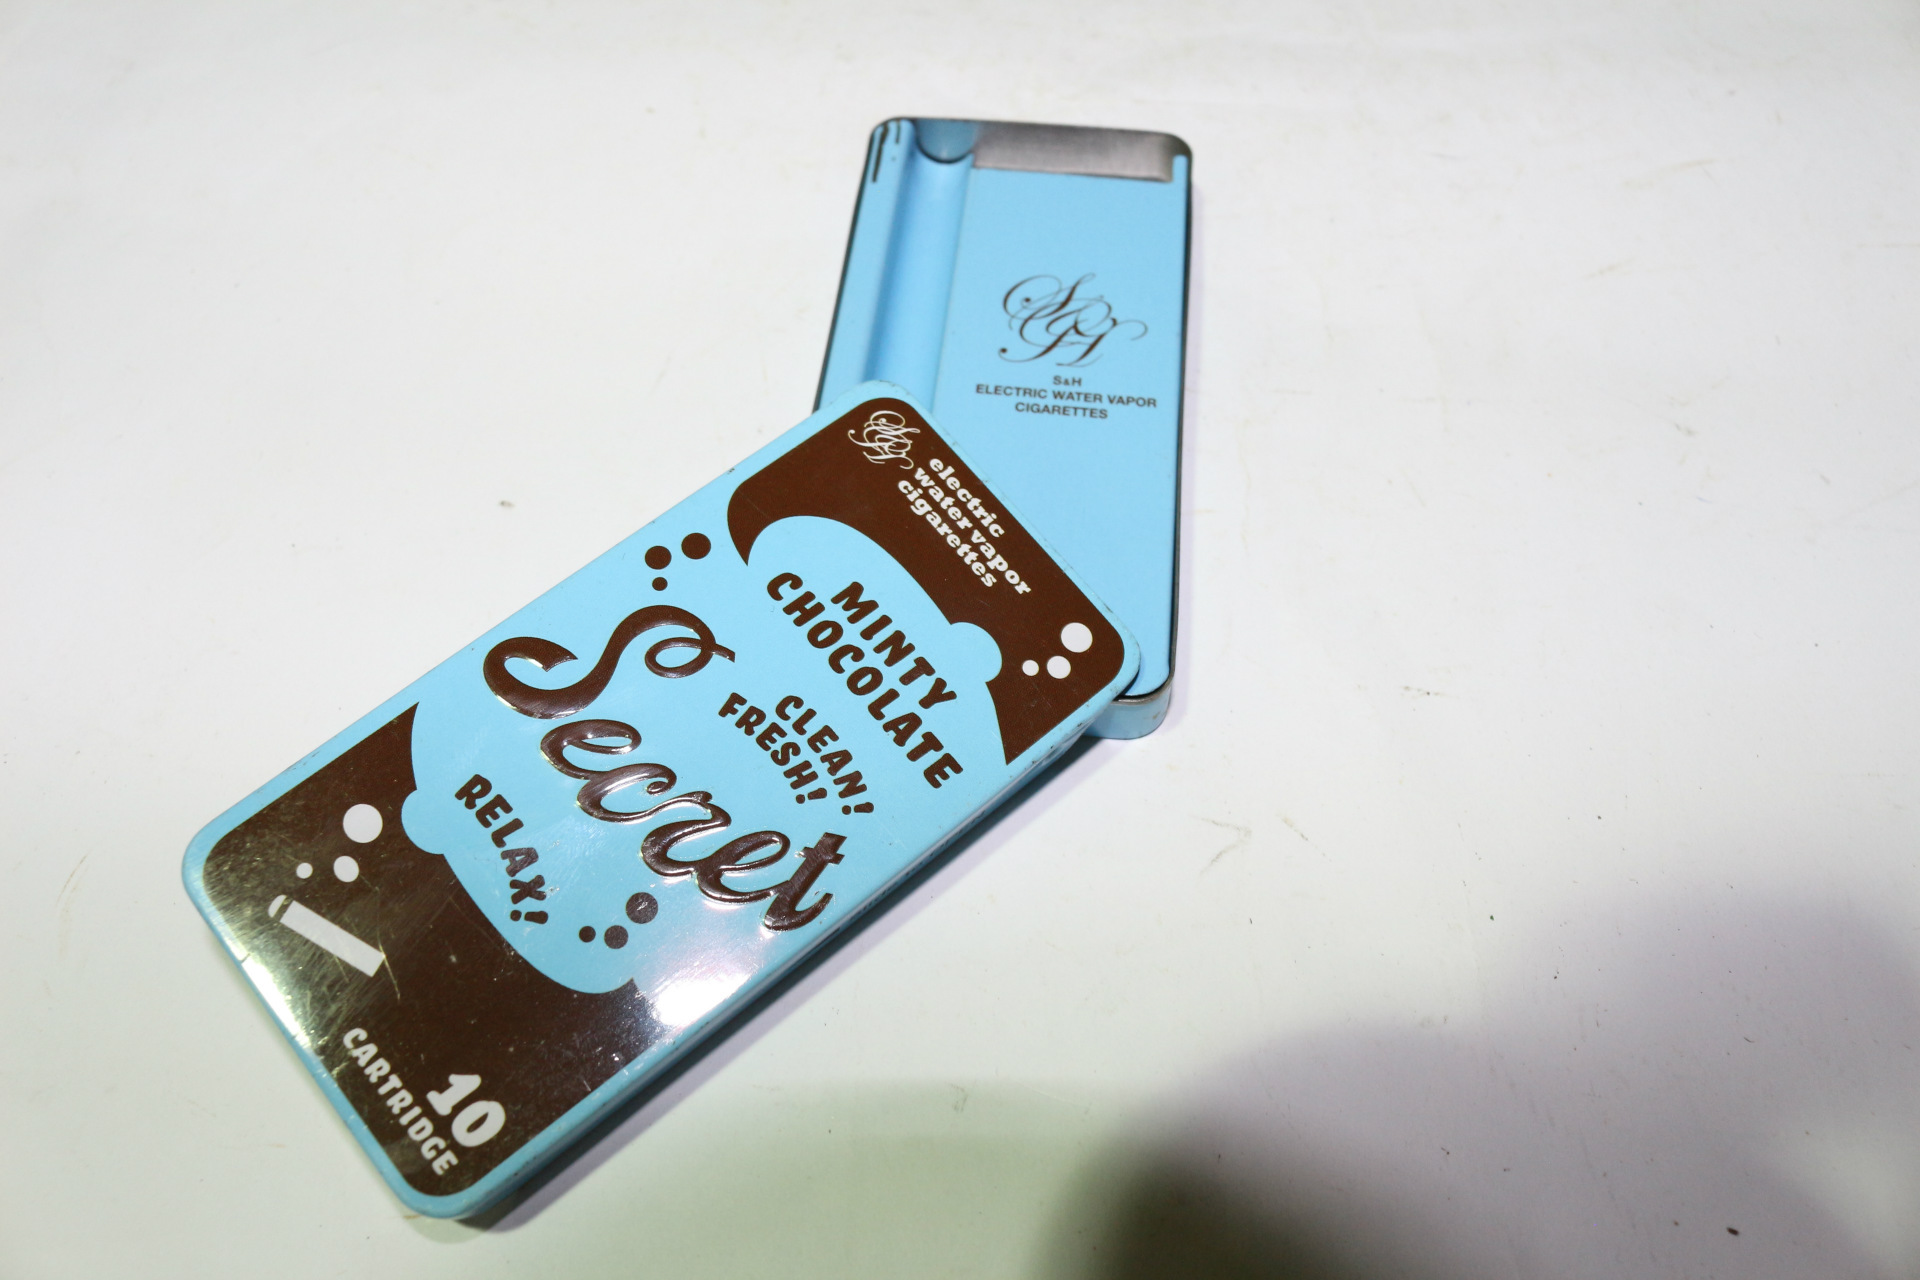 S&H
ELECTRIC WATER VAPOR
CIGARETTES
electric
water vapor
cigarettes
MINTY
CHOCOLATE
CLEAN!
FRESH!
Secret
RELAX!
10
CARTRIDGE